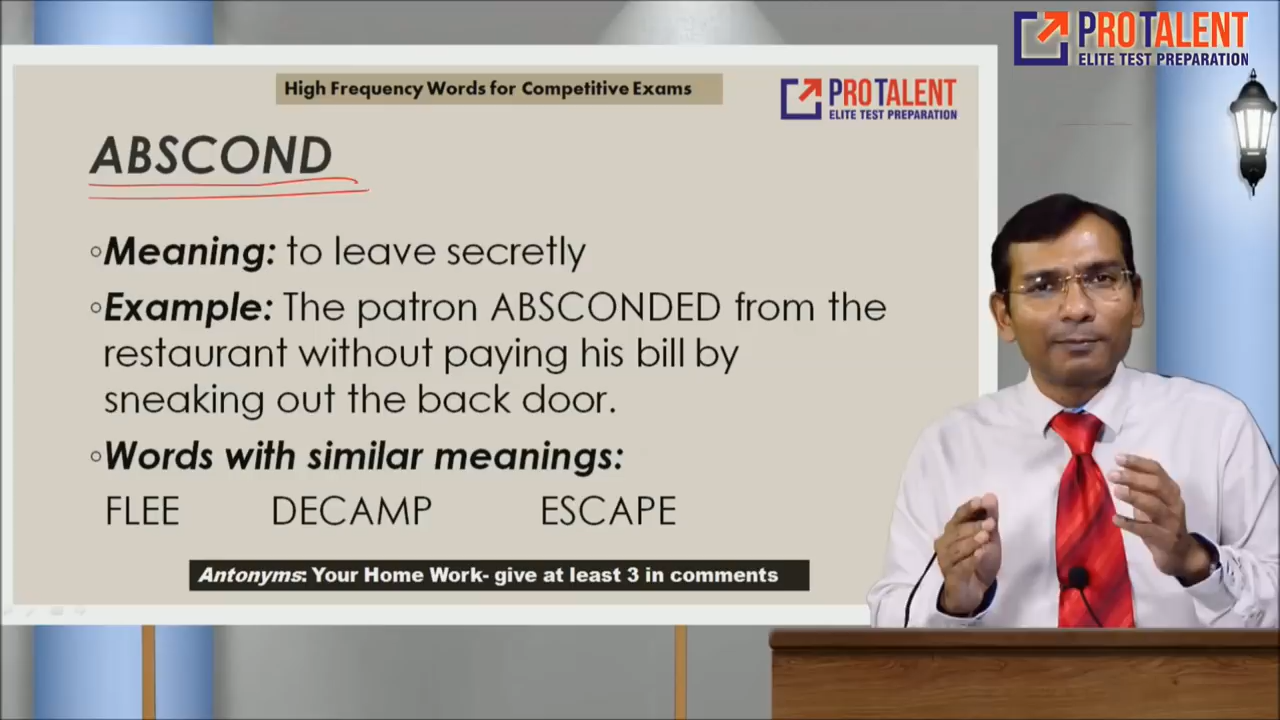 PROTALENT
ELITE TEST PREPARATION
High Frequency Words for Competitive Exams
PROTALENT
ELITE TEST PREPARATION
ABSCOND
◦Meaning: to leave secretly
◦Example: The patron ABSCONDED from the
restaurant without paying his bill by
sneaking out the back door.
◦Words with similar meanings:
FLEE DECAMP ESCAPE
Antonyms: Your Home Work- give at least 3 in comments